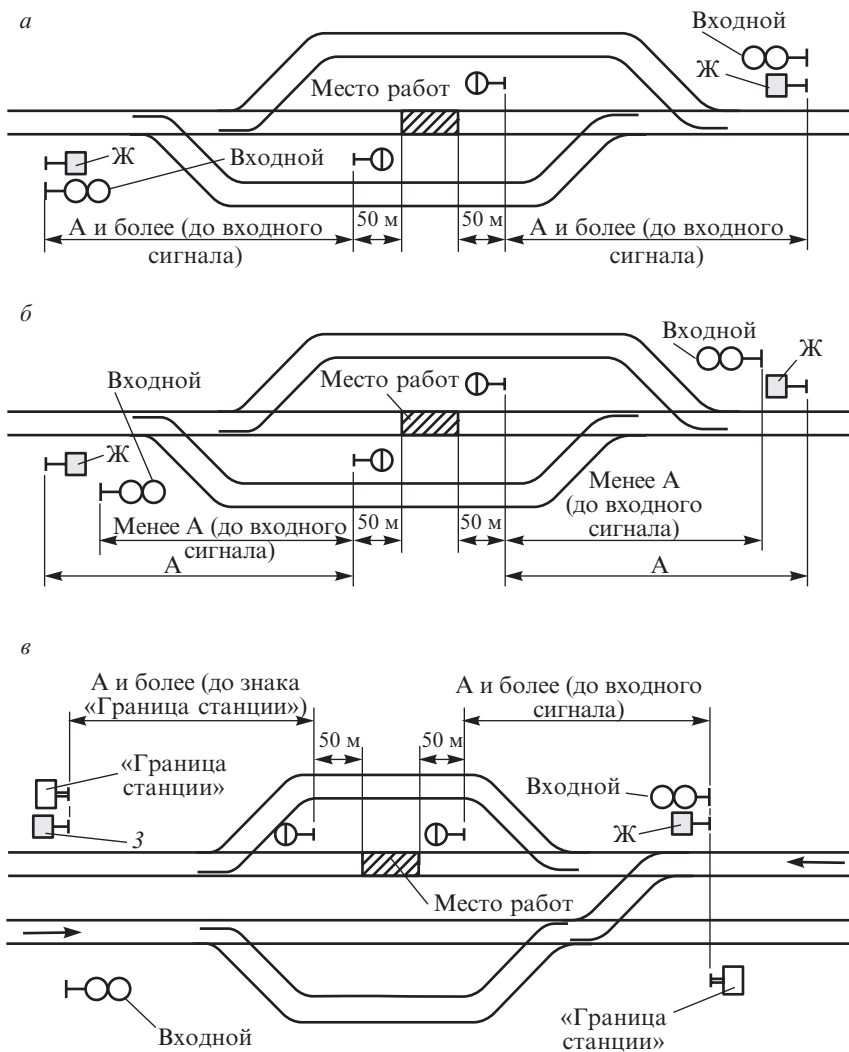 а
Входной
Ж
Место работ
Ж
Входной
50 м
50 м
А и более (до входного
сигнала)
А и более (до входного
сигнала)
б
Входной
Ж
Входной
Место работ
Ж
Менее А
(до входного
сигнала)
50 м
50 м
Менее А (до входного
сигнала)
А
А
в
А и более (до знака
«Граница станции»)
А и более (до входного
сигнала)
50 м
50 м
«Граница
станции»
Входной
З
Ж
Место работ
Входной
«Граница
станции»